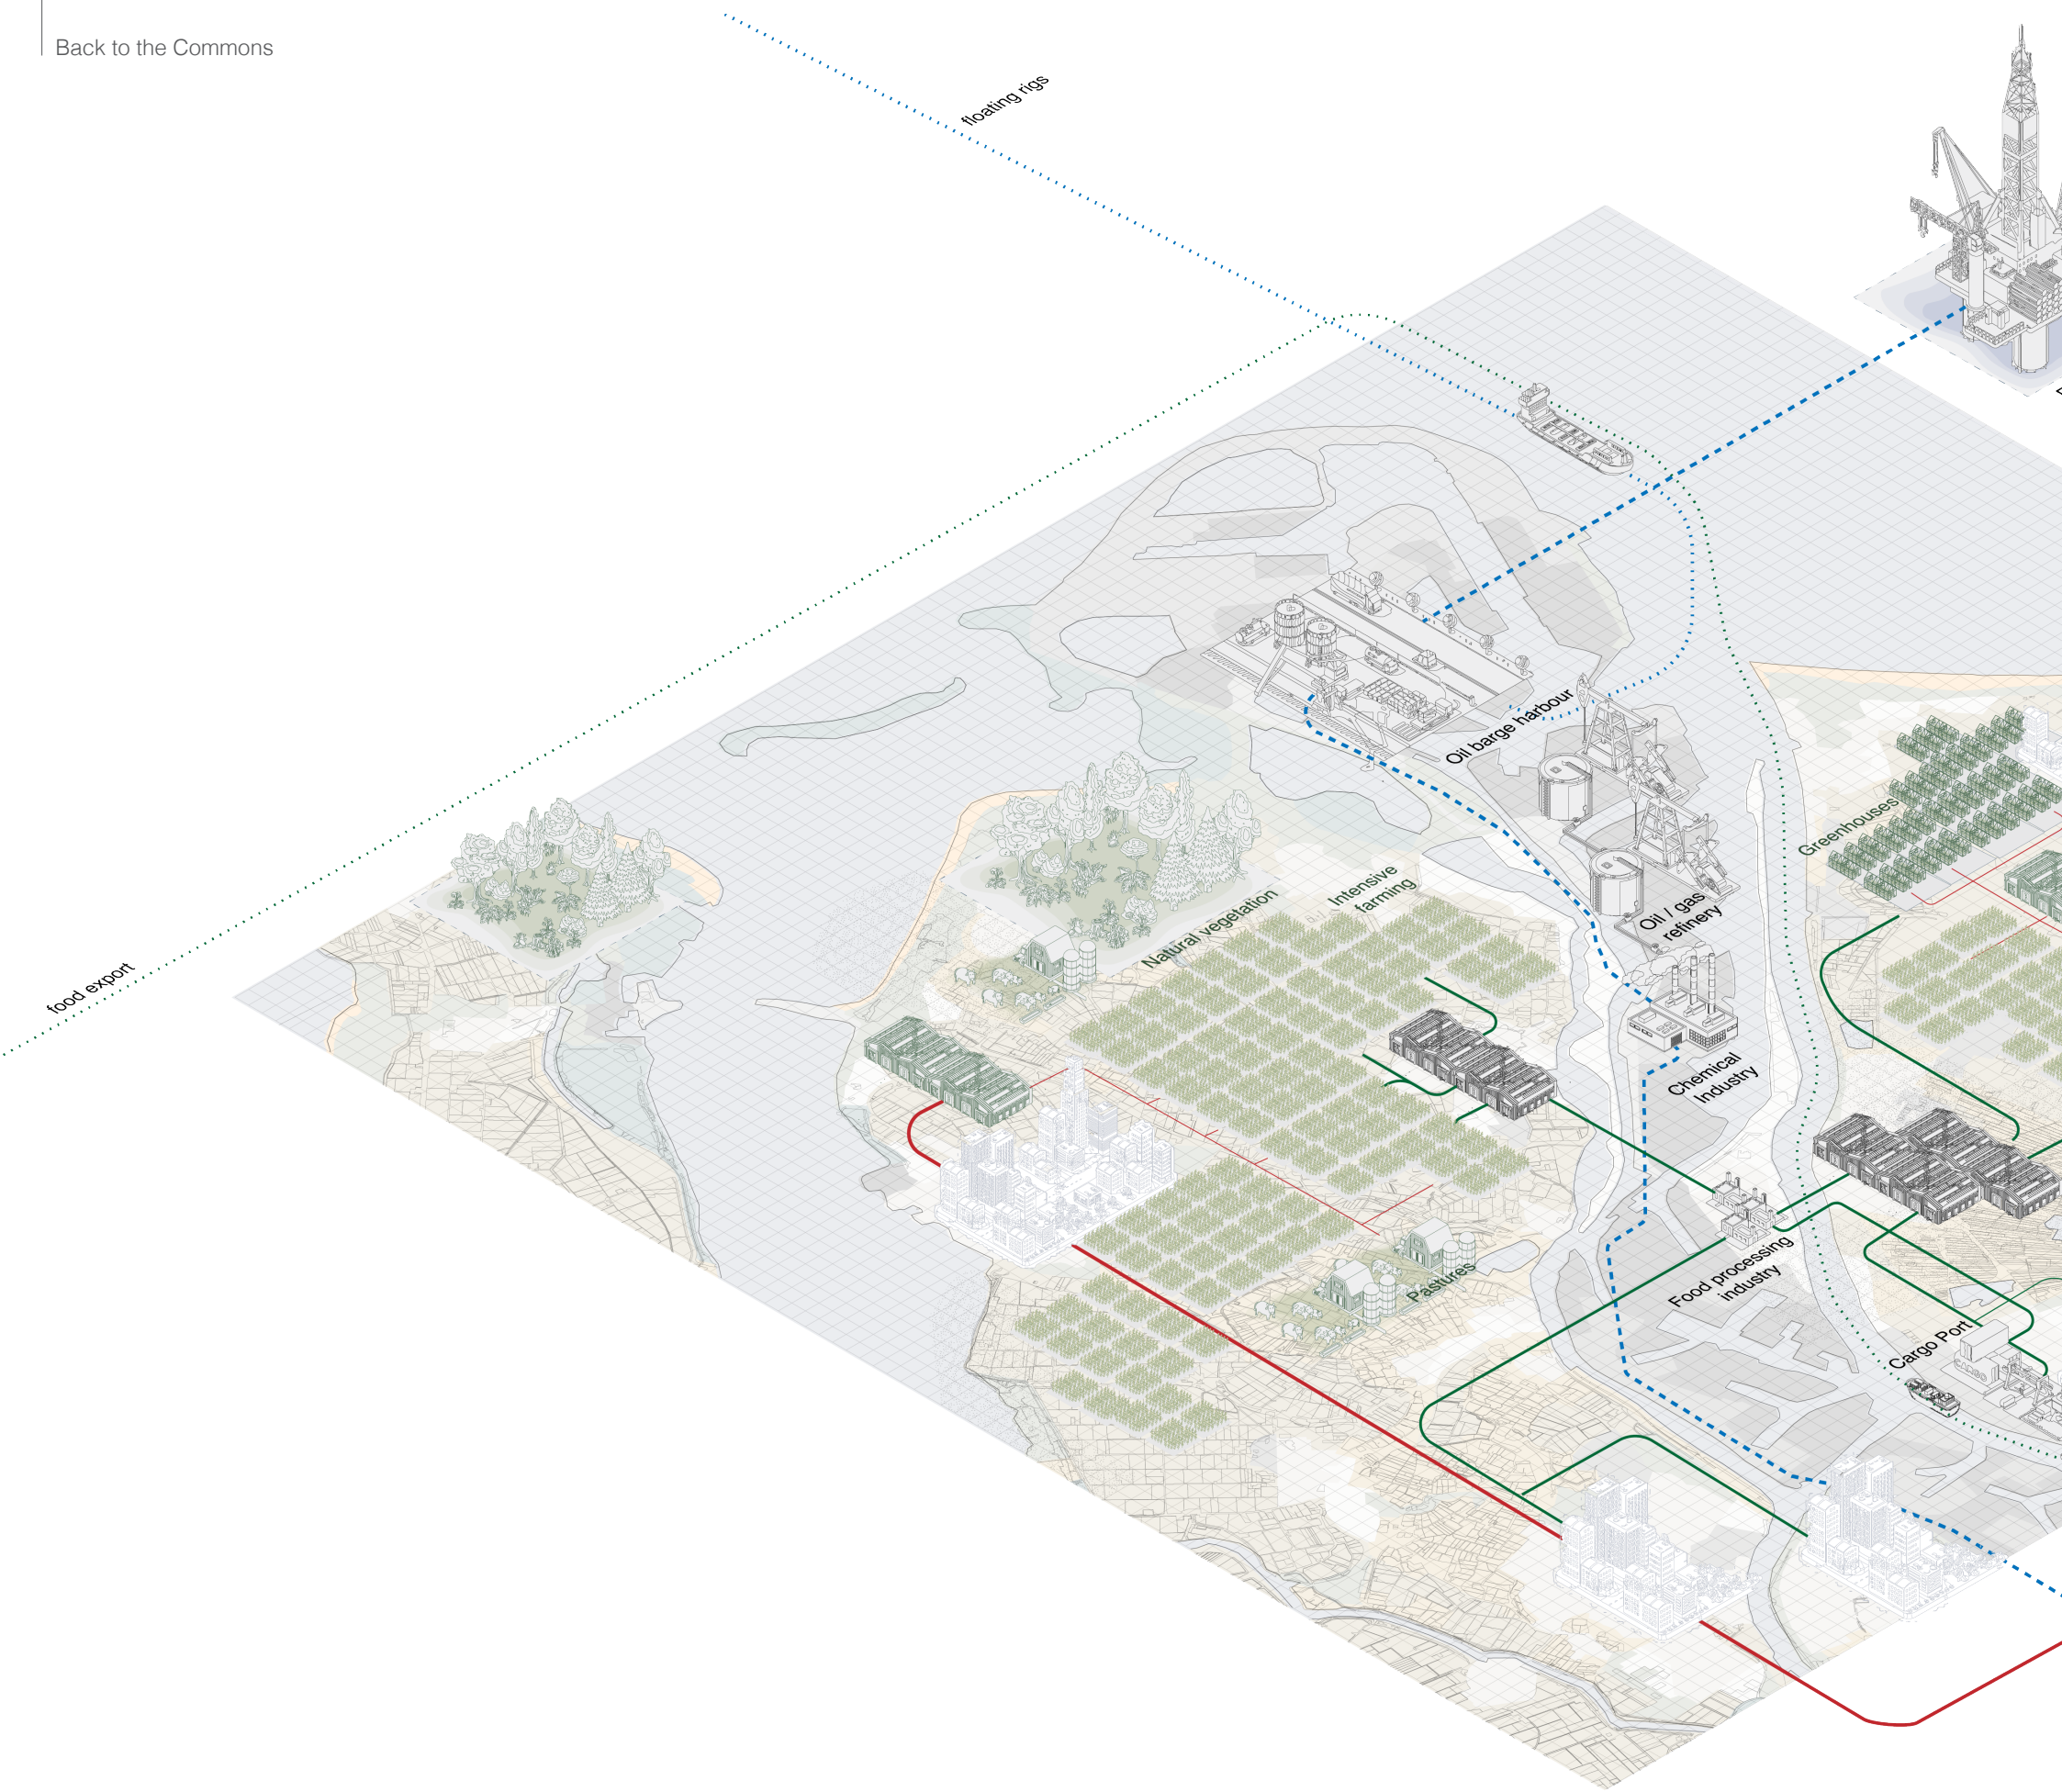 Back to the Commons
floating rigs
food export
Oil barge harbour
Greenhouses
Intensive
farming
Natural vegetation
Oil / gas
refinery
Chemical
Industry
Food processing
industry
Pastures
Cargo Port
CARGO